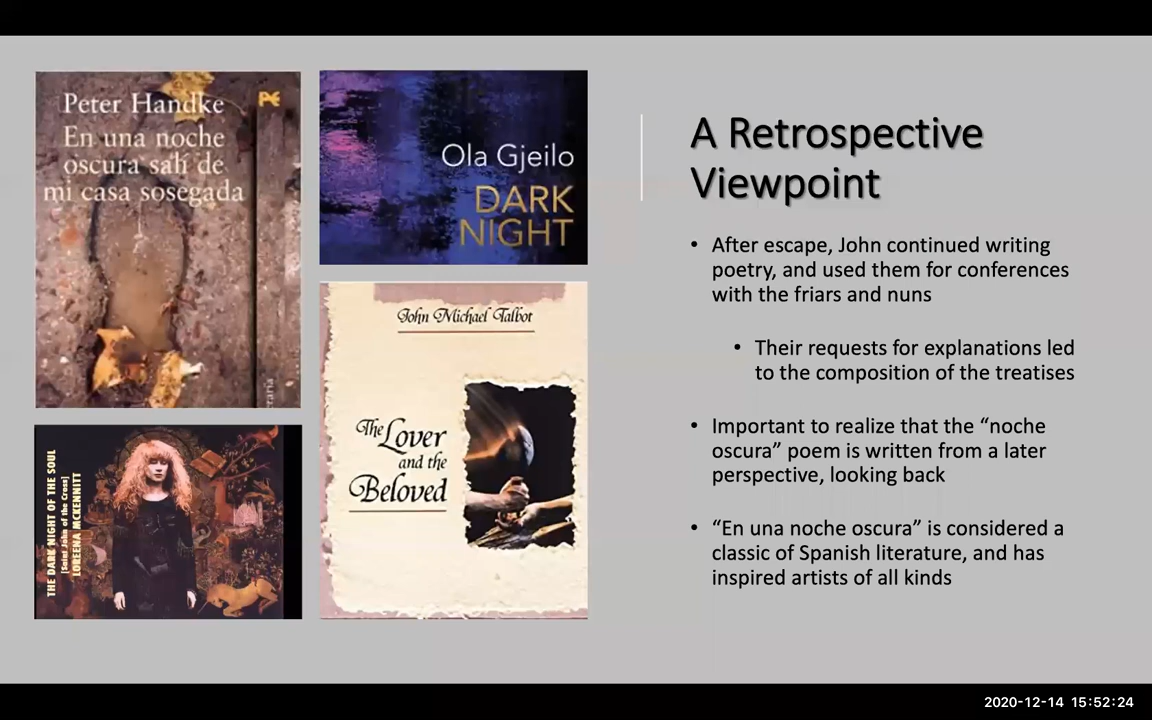 Peter Handke
En una noche
oscura salí de
mi casa sosegada
Ola Gjeilo
DARK
NIGHT
John Michael Talbot
The Lover
and the
Beloved
THE DARK NIGHT OF THE SOUL
[Saint John of the Cross]
LOREENA MCKENNITT
A Retrospective
Viewpoint
• After escape, John continued writing
poetry, and used them for conferences
with the friars and nuns
• Their requests for explanations led
to the composition of the treatises
• Important to realize that the “noche
oscura” poem is written from a later
perspective, looking back
• “En una noche oscura” is considered a
classic of Spanish literature, and has
inspired artists of all kinds
2020-12-14 15:52:24